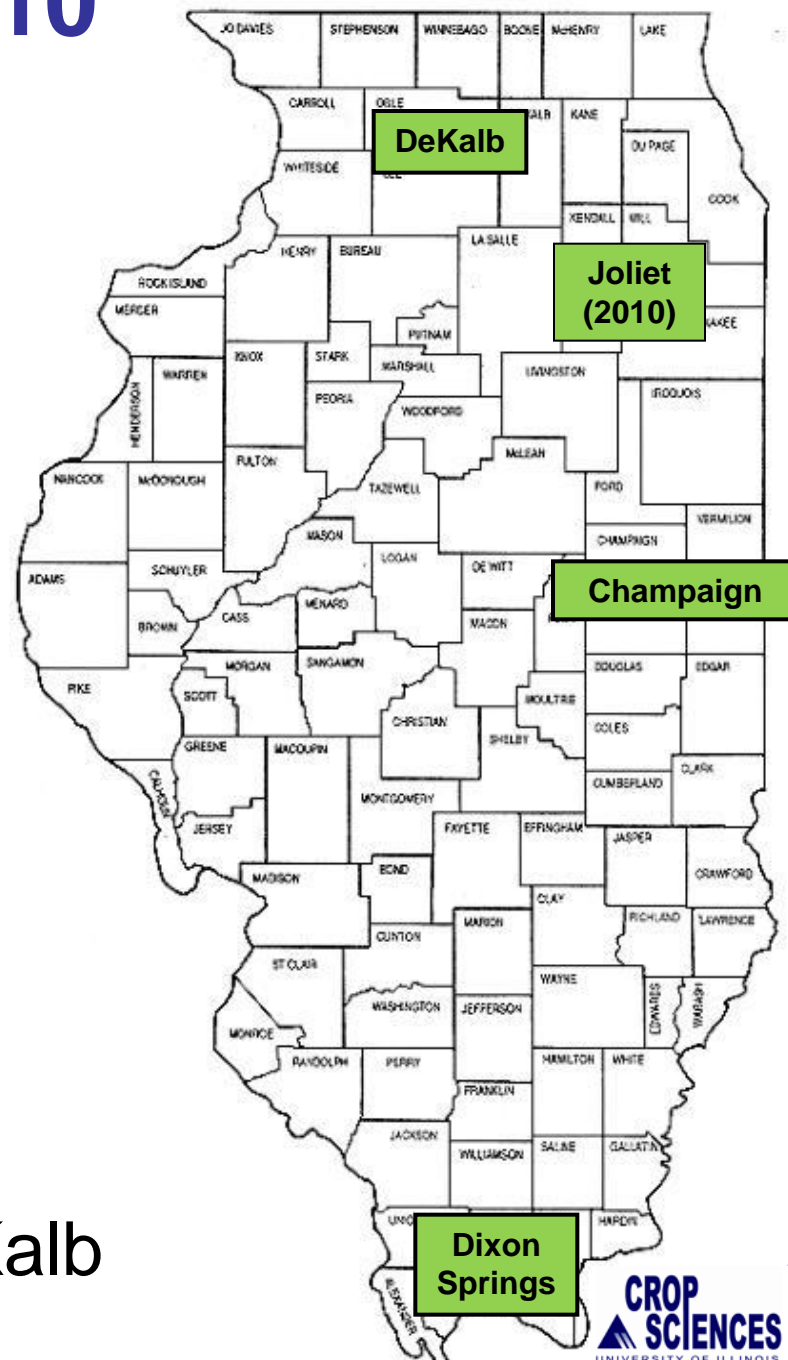 10
JO DAVIES STEPHENSON WINNEBAGO BOONE McHENRY LAKE
CARROLL OGLE ALB KANE
DeKalb
DU PAGE
WHITESIDE
COOK
KENDALL WILL
LA SALLE
HENRY BUREAU
ROCK ISLAND
Joliet
(2010)
MERCER
PUTNAM
AKEE
KNOX STARK
MARSHALL
WARREN
LIVINGSTON
HENDERSON
PEORIA
IROQUOIS
WOODFORD
McLEAN
FULTON
HANCOCK McDONOUGH
TAZEWELL
FORD
VERMILION
MASON
CHAMPAIGN
LOGAN
DE WITT
SCHUYLER
ADAMS
Champaign
MENARD
CASS
BROWN
MACON
MORGAN SANGAMON
DOUGLAS EDGAR
PIKE
SCOTT
MOULTRIE
CHRISTIAN
COLES
SHELBY
GREENE MACOUPIN
CLARK
CUMBERLAND
CALHOUN
MONTGOMERY
JERSEY
FAYETTE EFFINGHAM
JASPER
BOND
CRAWFORD
MADISON
CLAY
RICHLAND LAWRENCE
MARION
CLINTON
ST CLAIR
WAYNE
EDWARDS
WABASH
WASHINGTON JEFFERSON
MONROE
RANDOLPH PERRY
HAMILTON WHITE
FRANKLIN
JACKSON
WILLIAMSON
SALINE GALLATIN
UNIO
HARDIN
Dixon
Springs
Kalb
ALEXANDER
CROP
SCIENCES
UNIVERSITY OF ILLINOIS